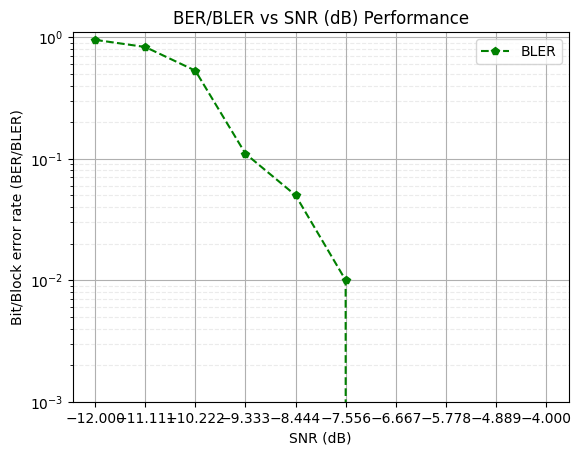 BER/BLER vs SNR (dB) Performance
BLER
Bit/Block error rate (BER/BLER)
10⁰
10⁻¹
10⁻²
10⁻³
−12.000 −11.111 −10.222 −9.333 −8.444 −7.556 −6.667 −5.778 −4.889 −4.000
SNR (dB)